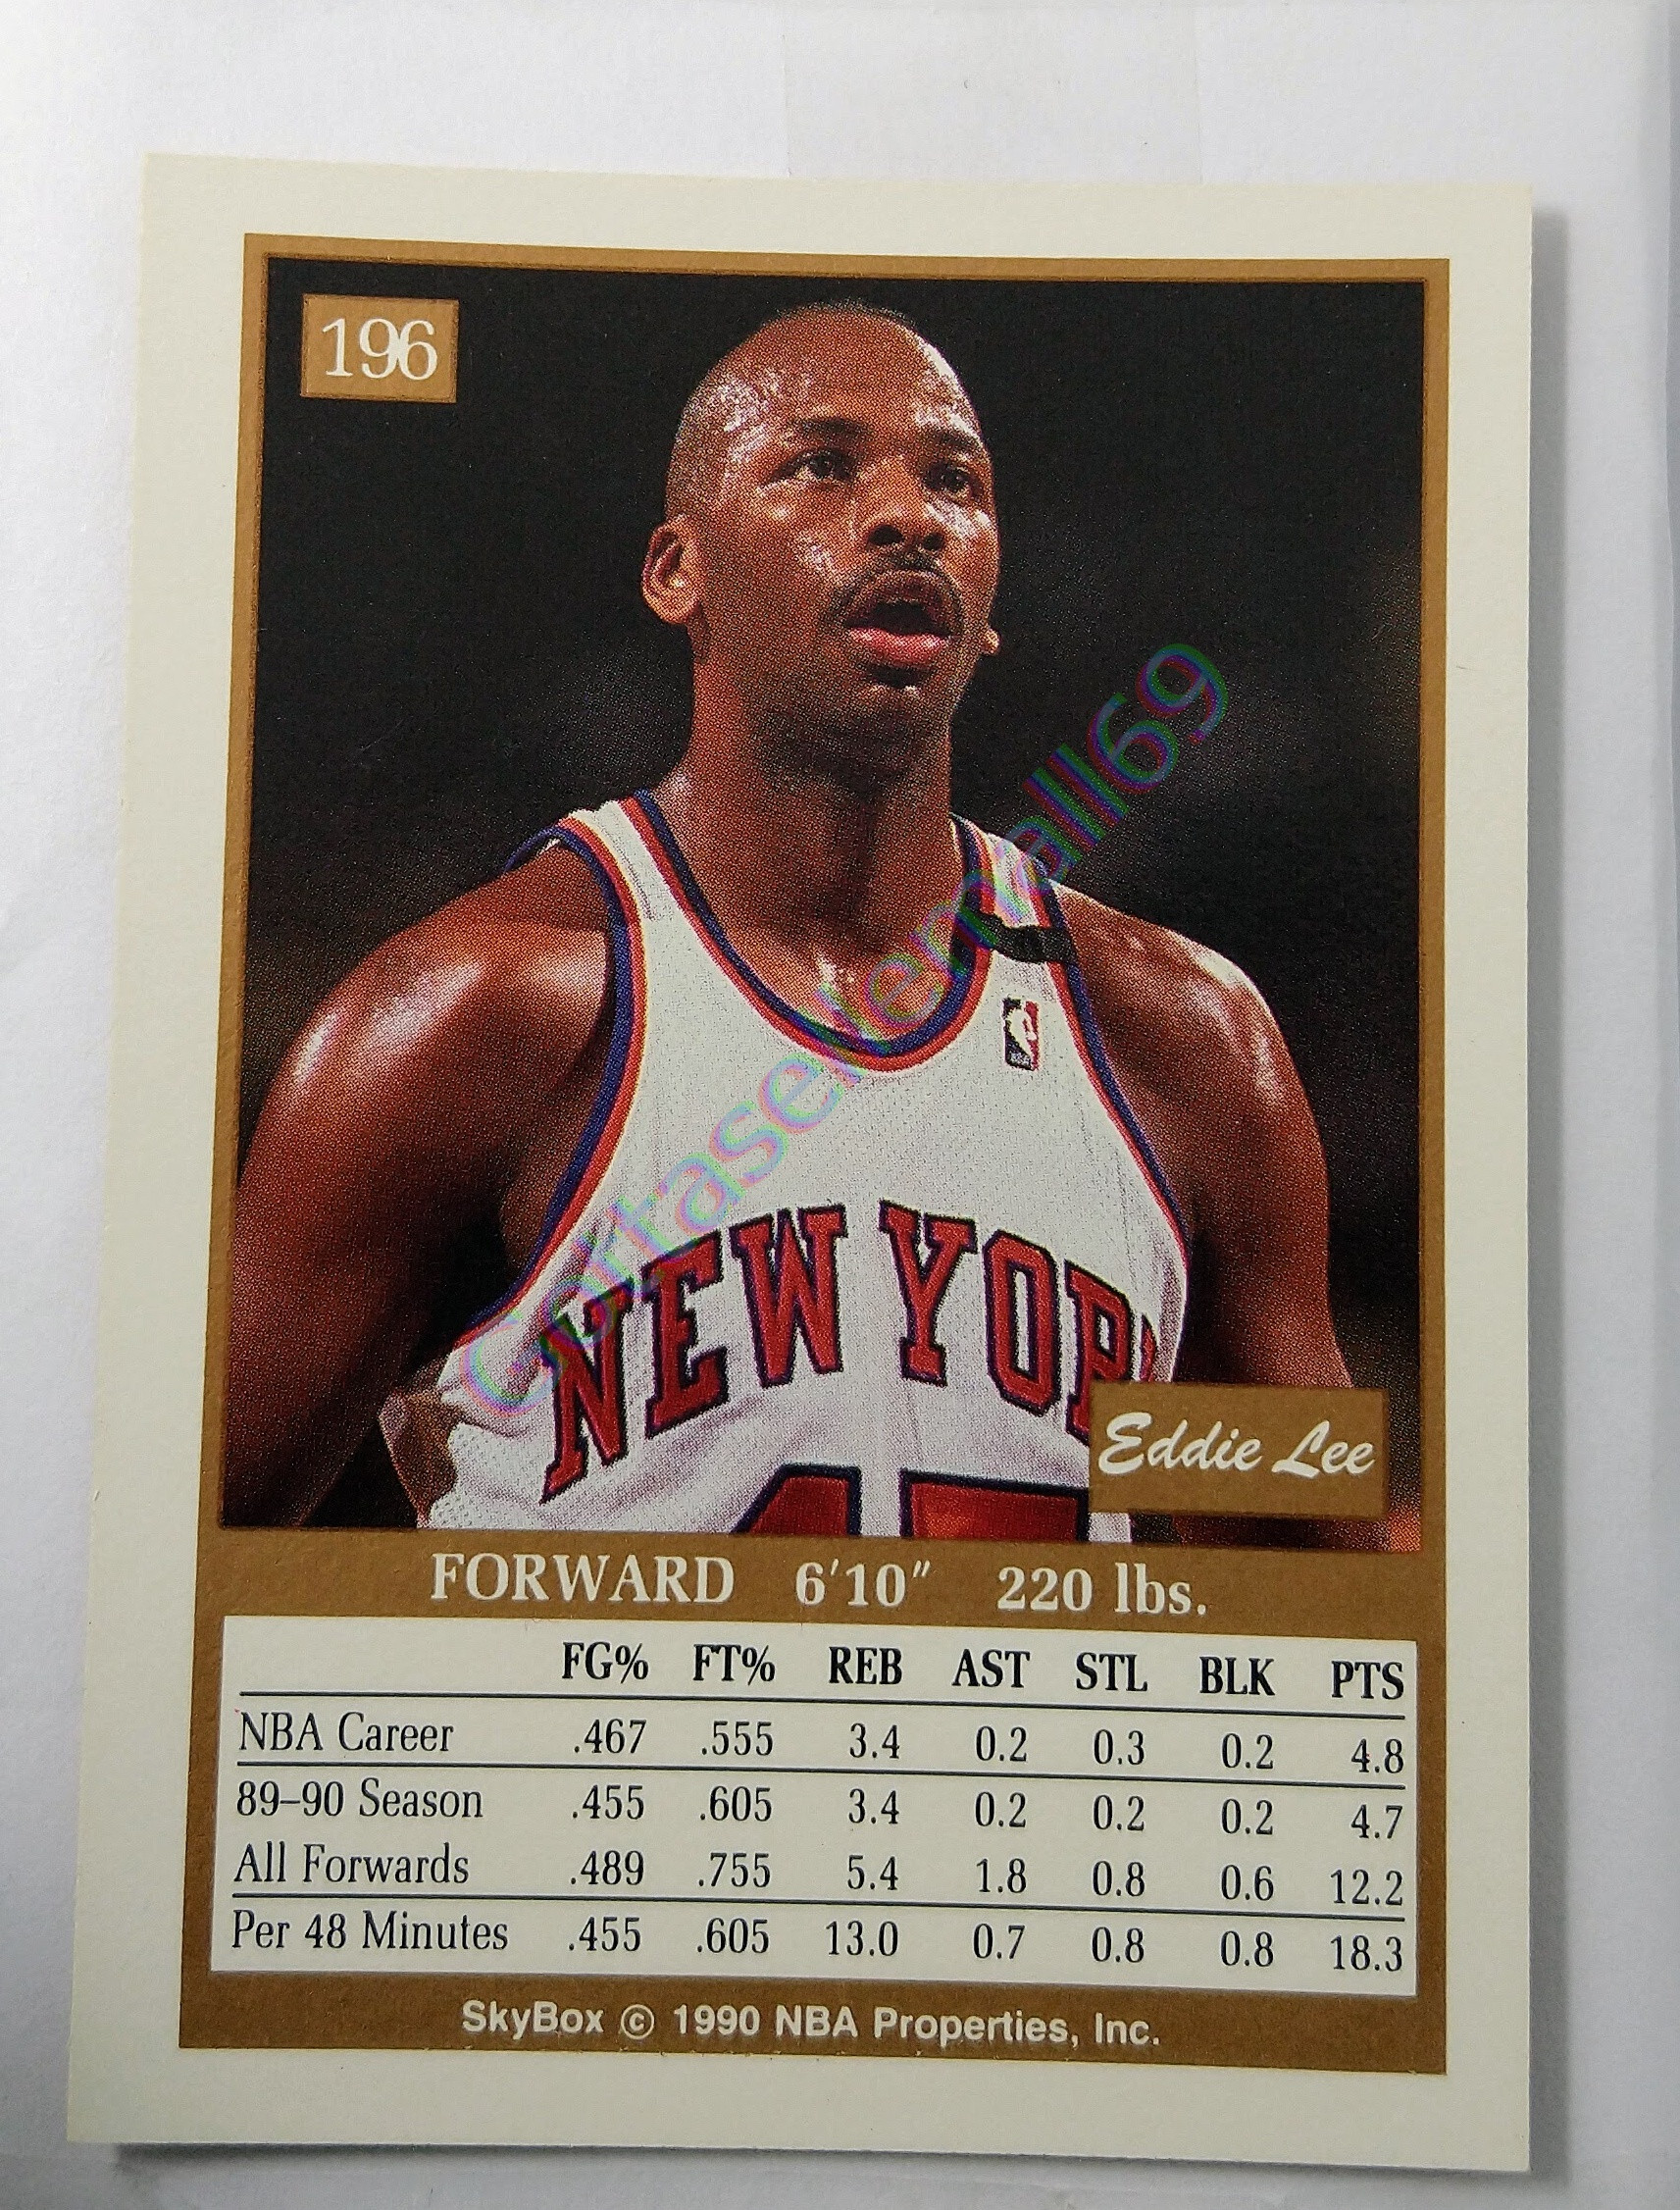 196
NBA
NEW YOR
Eddie Lee
FORWARD 6'10" 220 lbs.
FG% FT% REB AST STL BLK PTS
NBA Career .467 .555 3.4 0.2 0.3 0.2 4.8
89–90 Season .455 .605 3.4 0.2 0.2 0.2 4.7
All Forwards .489 .755 5.4 1.8 0.8 0.6 12.2
Per 48 Minutes .455 .605 13.0 0.7 0.8 0.8 18.3
SkyBox © 1990 NBA Properties, Inc.